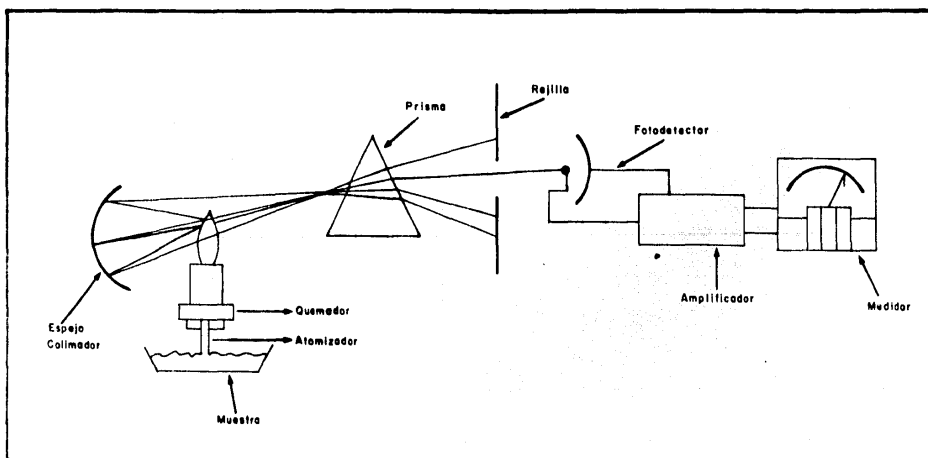 Rejilla
Prisma
Fotodetector
Amplificador
Medidor
Espejo
Colimador
Quemador
Atomizador
Muestra